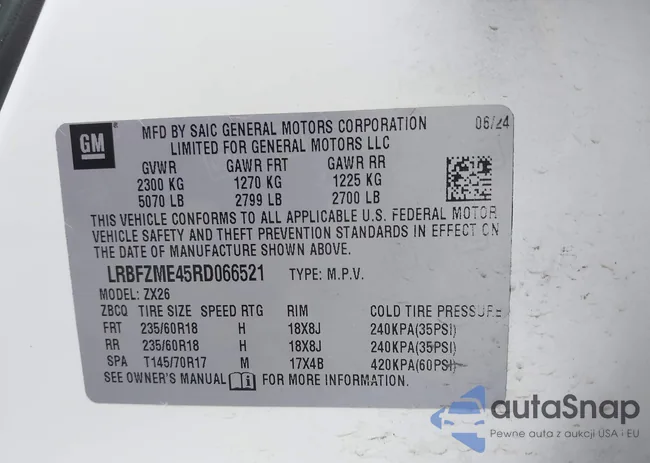 GM
MFD BY SAIC GENERAL MOTORS CORPORATION 06/24
LIMITED FOR GENERAL MOTORS LLC
GVWR GAWR FRT GAWR RR
2300 KG 1270 KG 1225 KG
5070 LB 2799 LB 2700 LB
THIS VEHICLE CONFORMS TO ALL APPLICABLE U.S. FEDERAL MOTOR
VEHICLE SAFETY AND THEFT PREVENTION STANDARDS IN EFFECT ON
THE DATE OF MANUFACTURE SHOWN ABOVE.
LRBFZME45RD066521 TYPE: M.P.V.
MODEL: ZX26
ZBCQ TIRE SIZE SPEED RTG RIM COLD TIRE PRESSURE
FRT 235/60R18 H 18X8J 240KPA(35PSI)
RR 235/60R18 H 18X8J 240KPA(35PSI)
SPA T145/70R17 M 17X4B 420KPA(60PSI)
SEE OWNER'S MANUAL FOR MORE INFORMATION.
autaSnap
Pewne auta z aukcji USA i EU